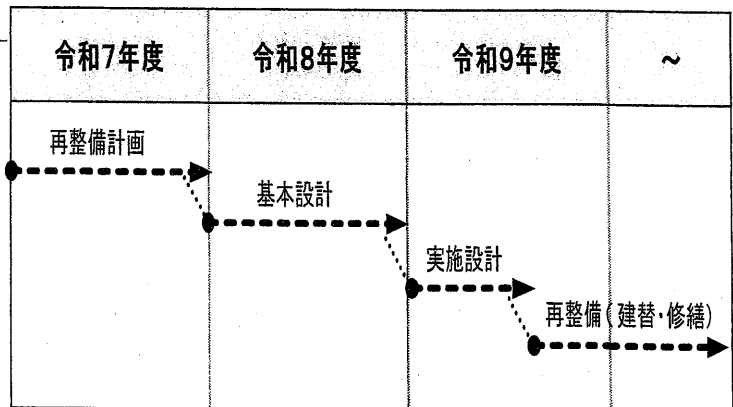 令和7年度
令和8年度
令和9年度
~
再整備計画
基本設計
実施設計
再整備(建替・修繕)